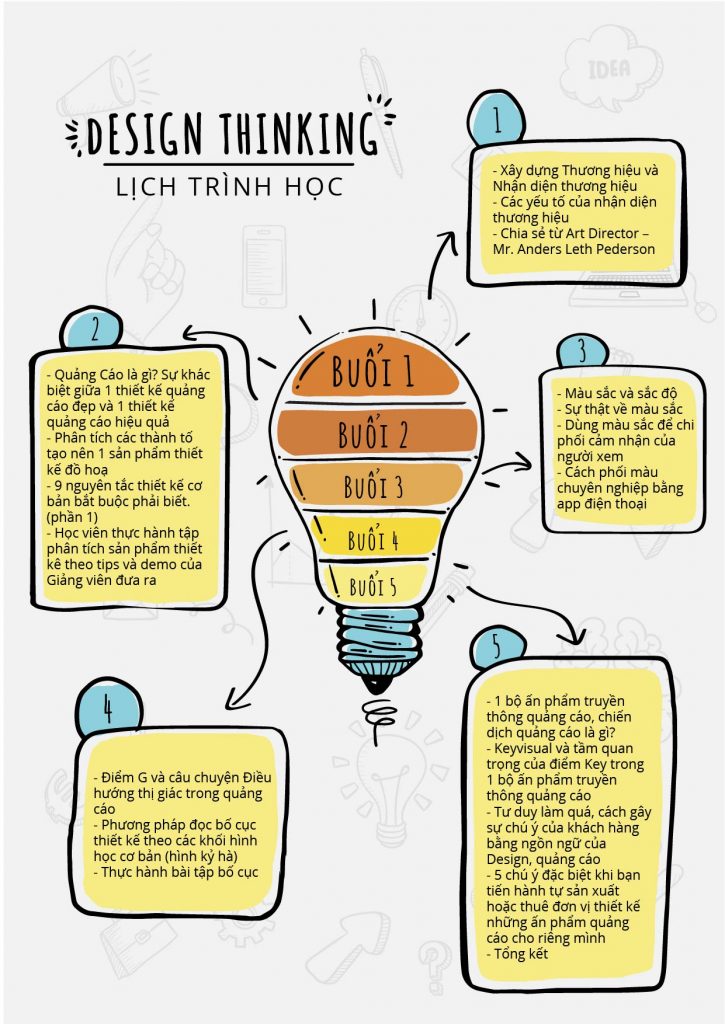 IDEA
DESIGN THINKING
LỊCH TRÌNH HỌC
1
- Xây dựng Thương hiệu và
Nhận diện thương hiệu
- Các yếu tố của nhận diện
thương hiệu
- Chia sẻ từ Art Director –
Mr. Anders Leth Pederson
2
- Quảng Cáo là gì? Sự khác
biệt giữa 1 thiết kế quảng
cáo đẹp và 1 thiết kế
quảng cáo hiệu quả
- Phân tích các thành tố
tạo nên 1 sản phẩm thiết
kế đồ hoạ
- 9 nguyên tắc thiết kế cơ
bản bắt buộc phải biết.
(phần 1)
- Học viên thực hành tập
phân tích sản phẩm thiết
kê theo tips và demo của
Giảng viên đưa ra
BUỔI 1
BUỔI 2
BUỔI 3
BUỔI 4
BUỔI 5
3
- Màu sắc và sắc độ
- Sự thật về màu sắc
- Dùng màu sắc để chi
phối cảm nhận của
người xem
- Cách phối màu
chuyên nghiệp bằng
app điện thoại
4
- Điểm G và câu chuyện Điều
hướng thị giác trong quảng
cáo
- Phương pháp đọc bố cục
thiết kế theo các khối hình
học cơ bản (hình kỷ hà)
- Thực hành bài tập bố cục
5
- 1 bộ ấn phẩm truyền
thông quảng cáo, chiến
dịch quảng cáo là gì?
- Keyvisual và tầm quan
trọng của điểm Key trong
1 bộ ấn phẩm truyền
thông quảng cáo
- Tư duy làm quá, cách gây
sự chú ý của khách hàng
bằng ngồn ngữ của
Design, quảng cáo
- 5 chú ý đặc biệt khi bạn
tiến hành tự sản xuất
hoặc thuê đơn vị thiết kế
những ấn phẩm quảng
cáo cho riêng mình
- Tổng kết